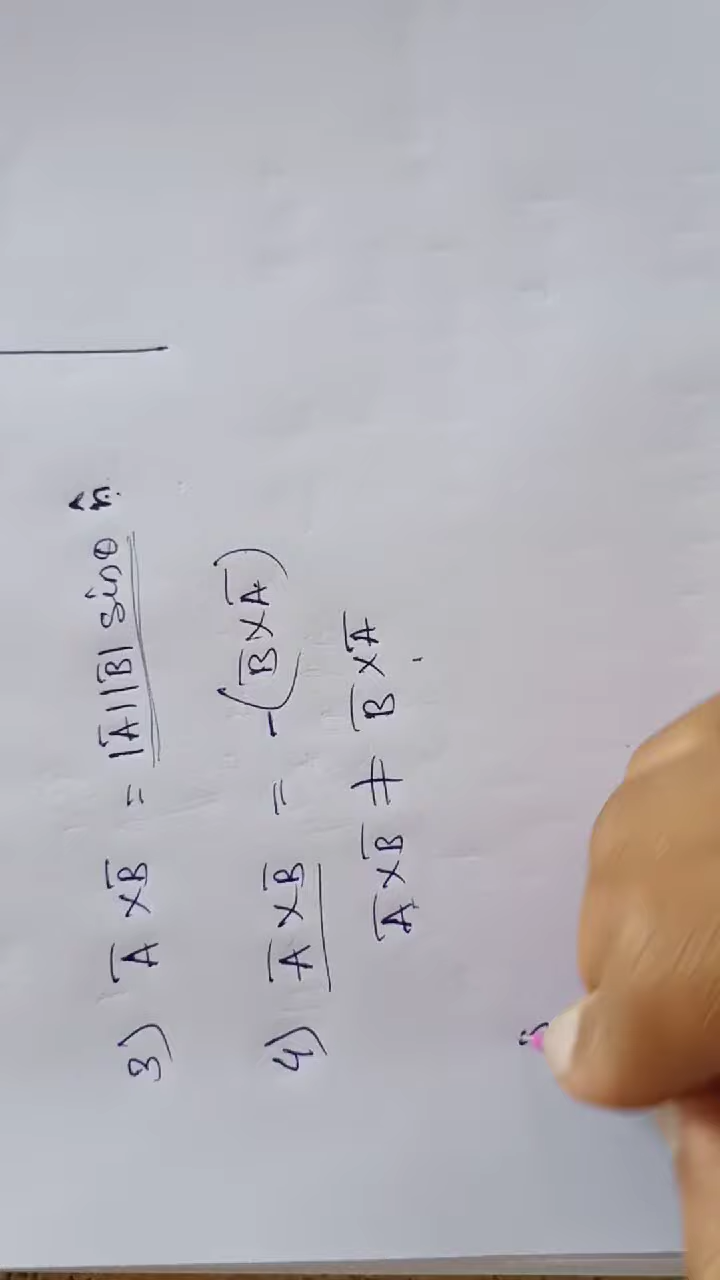 3) A̅ × B̅ = |A̅||B̅| sinθ n̂.
4) A̅ × B̅ = -(B̅ × A̅)
A̅ × B̅ ≠ B̅ × A̅.